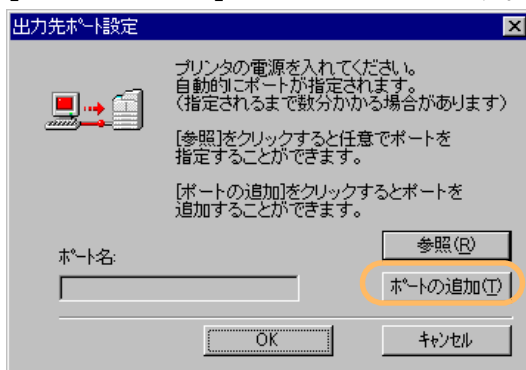 出力先ﾎﾟｰﾄ設定
プリンタの電源を入れてください。
自動的にポートが指定されます。
（指定されるまで数分かかる場合があります）
[参照]をクリックすると任意でポートを
指定することができます。
[ポートの追加]をクリックするとポートを
追加することができます。
参照(R)
ﾎﾟｰﾄ名:
ﾎﾟｰﾄの追加(T)
OK
ｷｬﾝｾﾙ